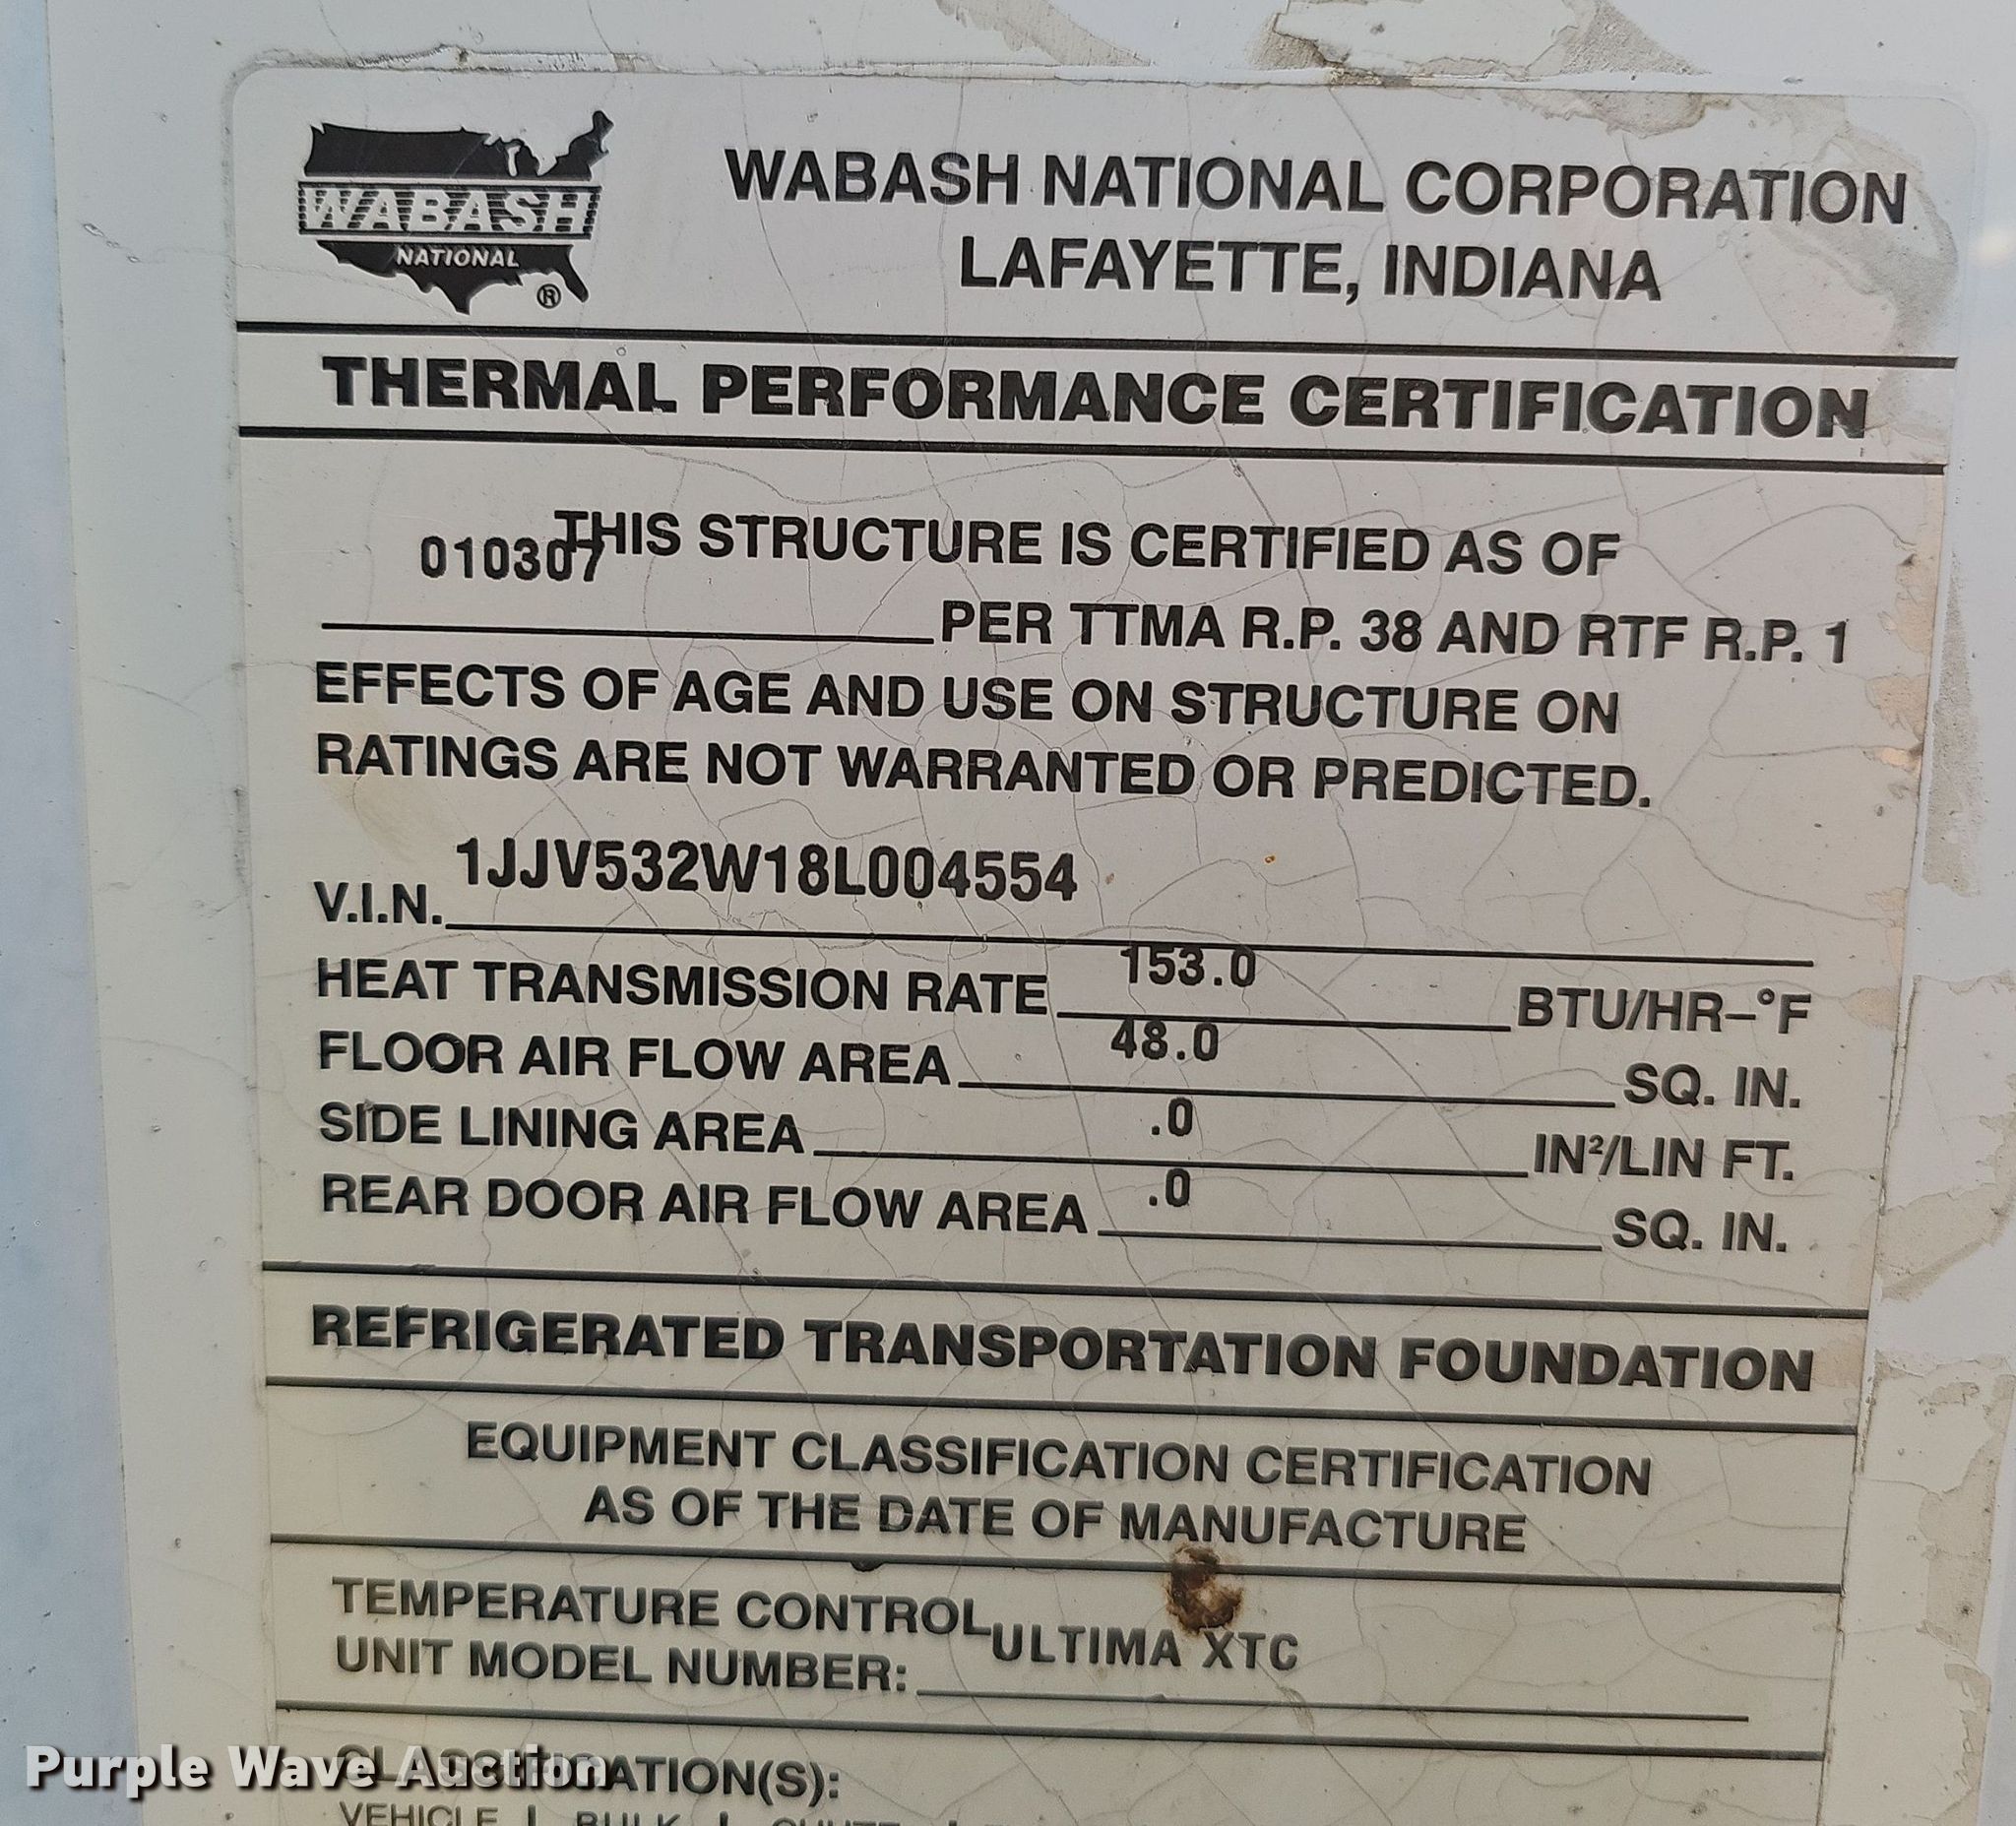 WABASH
NATIONAL
®
WABASH NATIONAL CORPORATION
LAFAYETTE, INDIANA
THERMAL PERFORMANCE CERTIFICATION
THIS STRUCTURE IS CERTIFIED AS OF
010307
PER TTMA R.P. 38 AND RTF R.P. 1
EFFECTS OF AGE AND USE ON STRUCTURE ON
RATINGS ARE NOT WARRANTED OR PREDICTED.
V.I.N. 1JJV532W18L004554
HEAT TRANSMISSION RATE 153.0 BTU/HR-°F
FLOOR AIR FLOW AREA 48.0 SQ. IN.
SIDE LINING AREA .0 IN²/LIN FT.
REAR DOOR AIR FLOW AREA .0 SQ. IN.
REFRIGERATED TRANSPORTATION FOUNDATION
EQUIPMENT CLASSIFICATION CERTIFICATION
AS OF THE DATE OF MANUFACTURE
TEMPERATURE CONTROL
UNIT MODEL NUMBER: ULTIMA XTC
CLASSIFICATION(S):
VEHICLE | BULK |
Purple Wave Auction